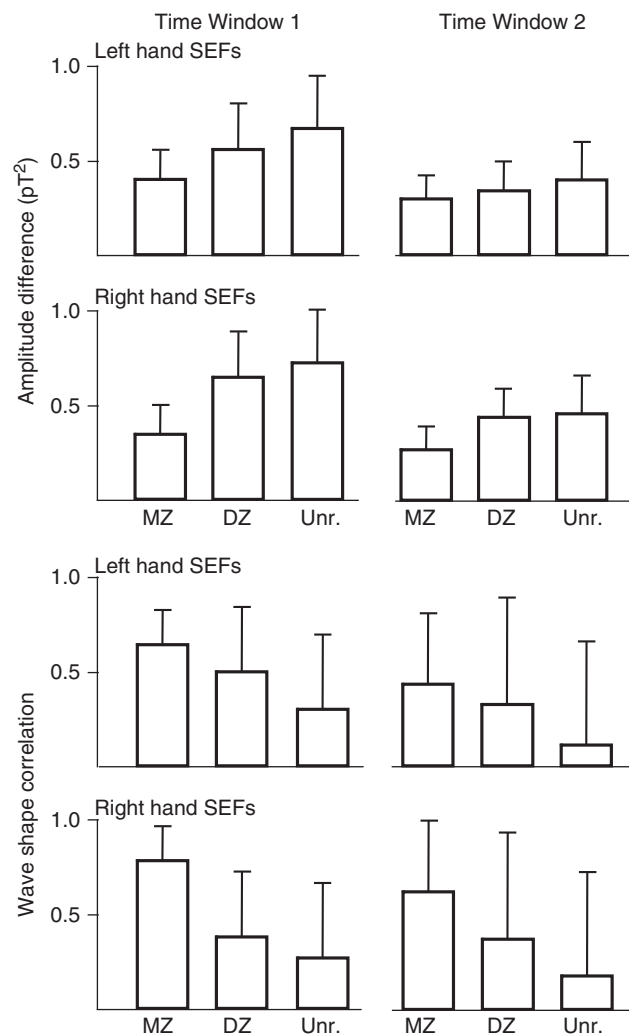 Time Window 1 Time Window 2
Left hand SEFs
1.0
0.5
Amplitude difference (pT²)
Right hand SEFs
1.0
0.5
MZ DZ Unr. MZ DZ Unr.
Left hand SEFs
1.0
0.5
Wave shape correlation
Right hand SEFs
1.0
0.5
MZ DZ Unr. MZ DZ Unr.